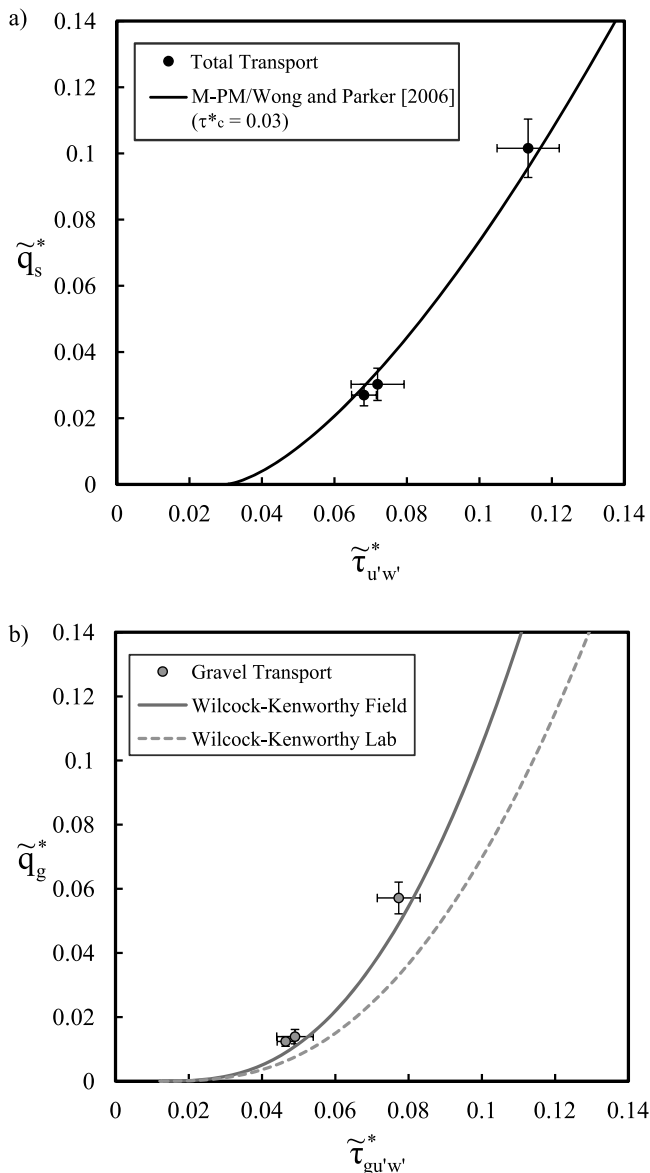 a)
0.14
0.12
0.1
0.08
0.06
0.04
0.02
0
Total Transport
M-PM/Wong and Parker [2006]
(τ*c = 0.03)
q̃s*
0 0.02 0.04 0.06 0.08 0.1 0.12 0.14
τ̃*u'w'
b)
0.14
0.12
0.1
0.08
0.06
0.04
0.02
0
Gravel Transport
Wilcock-Kenworthy Field
Wilcock-Kenworthy Lab
q̃g*
0 0.02 0.04 0.06 0.08 0.1 0.12 0.14
τ̃*gu'w'